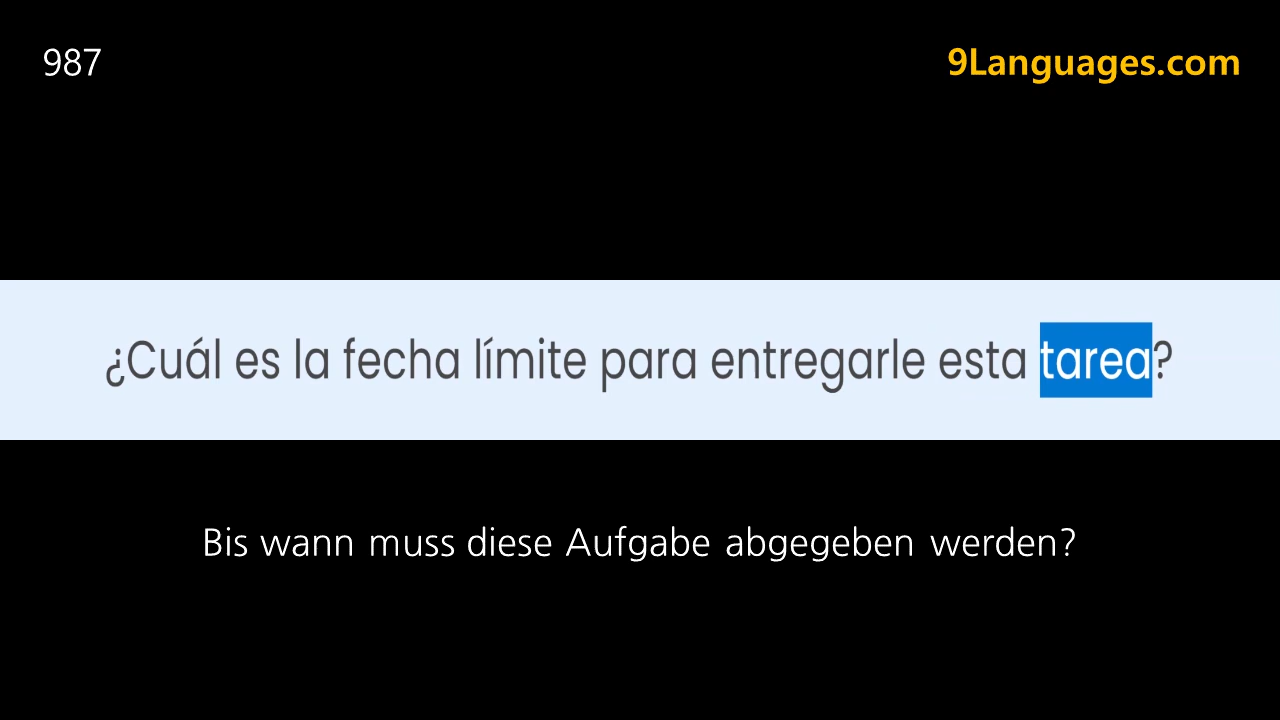 987
9Languages.com
¿Cuál es la fecha límite para entregarle esta tarea?
Bis wann muss diese Aufgabe abgegeben werden?